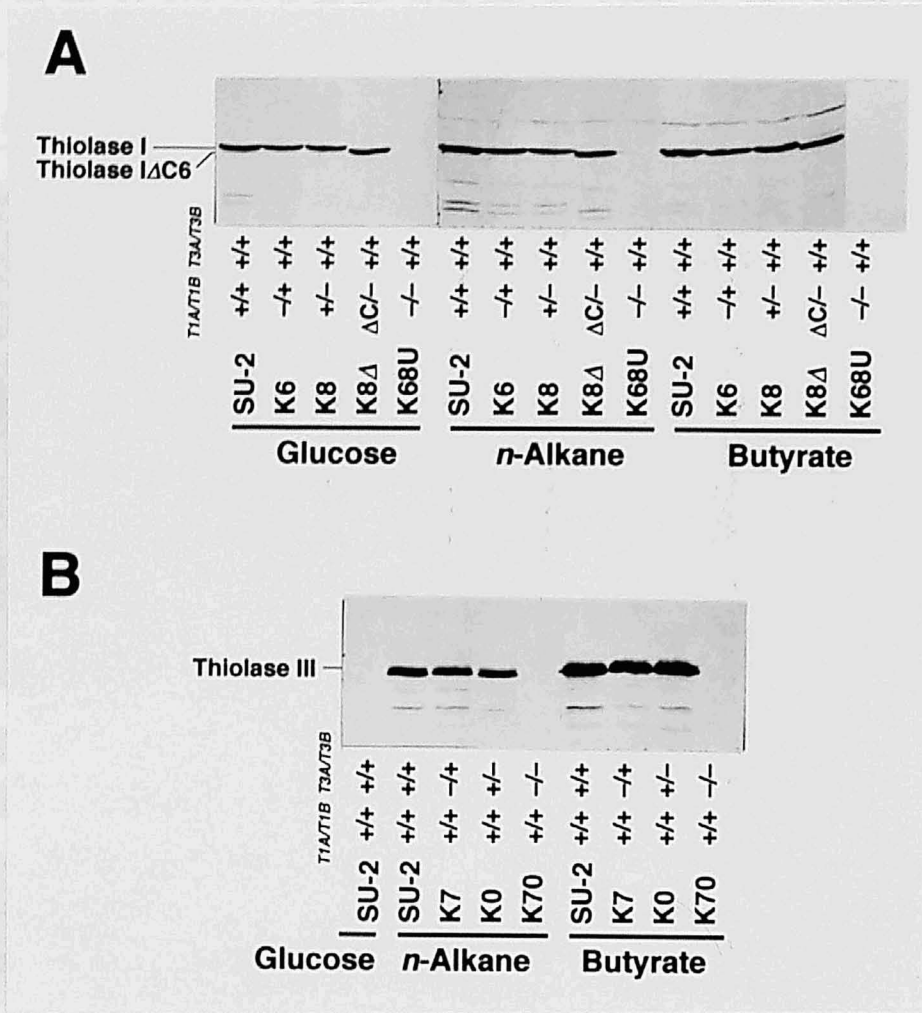 A
Thiolase I
Thiolase IΔC6
T1A/T1B T3A/T3B
+/+ +/+
−/+ +/+
+/− +/+
ΔC/− +/+
−/− +/+
+/+ +/+
−/+ +/+
+/− +/+
ΔC/− +/+
−/− +/+
+/+ +/+
−/+ +/+
+/− +/+
ΔC/− +/+
−/− +/+
SU-2 K6 K8 K8Δ K68U SU-2 K6 K8 K8Δ K68U SU-2 K6 K8 K8Δ K68U
Glucose n-Alkane Butyrate
B
Thiolase III
T1A/T1B T3A/T3B
+/+ +/+
+/+ +/+
+/+ −/+
+/+ +/−
+/+ −/−
+/+ +/+
+/+ −/+
+/+ +/−
+/+ −/−
SU-2 SU-2 K7 K0 K70 SU-2 K7 K0 K70
Glucose n-Alkane Butyrate